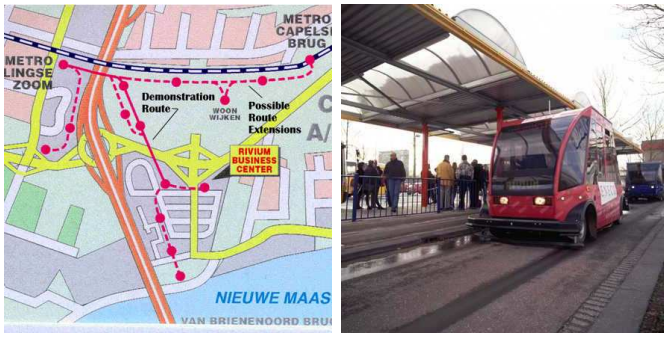 METRO
CAPELS
BRUG
METRO
LINGSE
ZOOM
Demonstration
Route
WOON
WIJKEN
Possible
Route
Extensions
C
A/
RIVIUM
BUSINESS
CENTER
NIEUWE MAAS
VAN BRIENENOORD BRUG